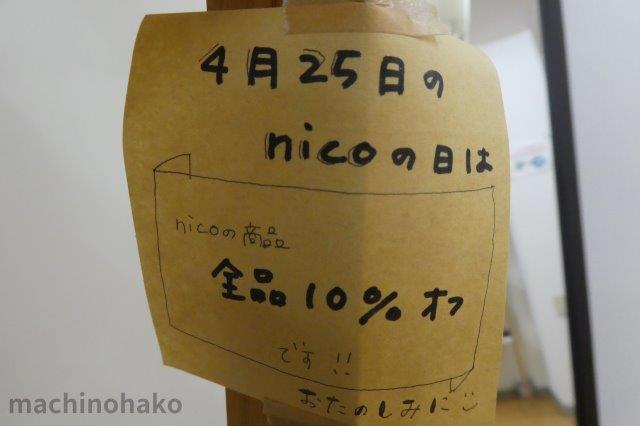 4月25日の
nicoの日は
nicoの商品
全品10%オフ
です!!
おたのしみに
machinohako